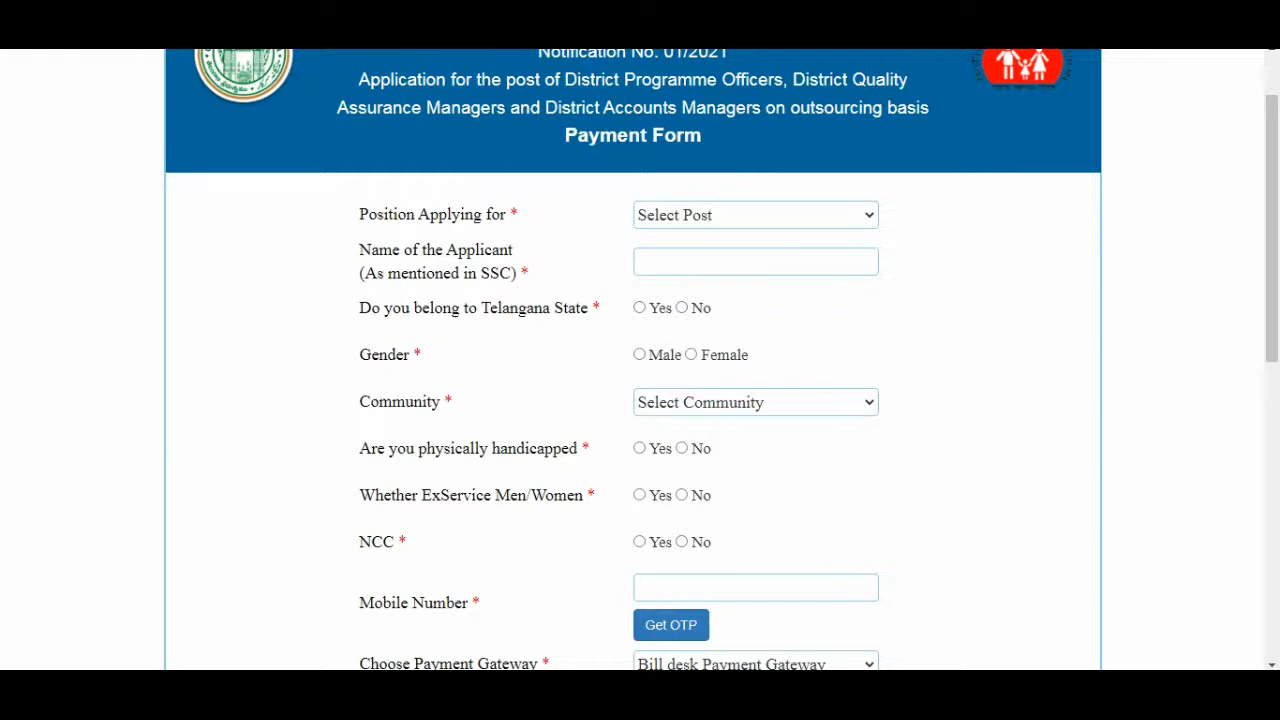 Notification No. 01/2021
Application for the post of District Programme Officers, District Quality
Assurance Managers and District Accounts Managers on outsourcing basis
Payment Form
Position Applying for *
Select Post
Name of the Applicant
(As mentioned in SSC) *
Do you belong to Telangana State *
Yes No
Gender *
Male Female
Community *
Select Community
Are you physically handicapped *
Yes No
Whether ExService Men/Women *
Yes No
NCC *
Yes No
Mobile Number *
Get OTP
Choose Payment Gateway *
Bill desk Payment Gateway